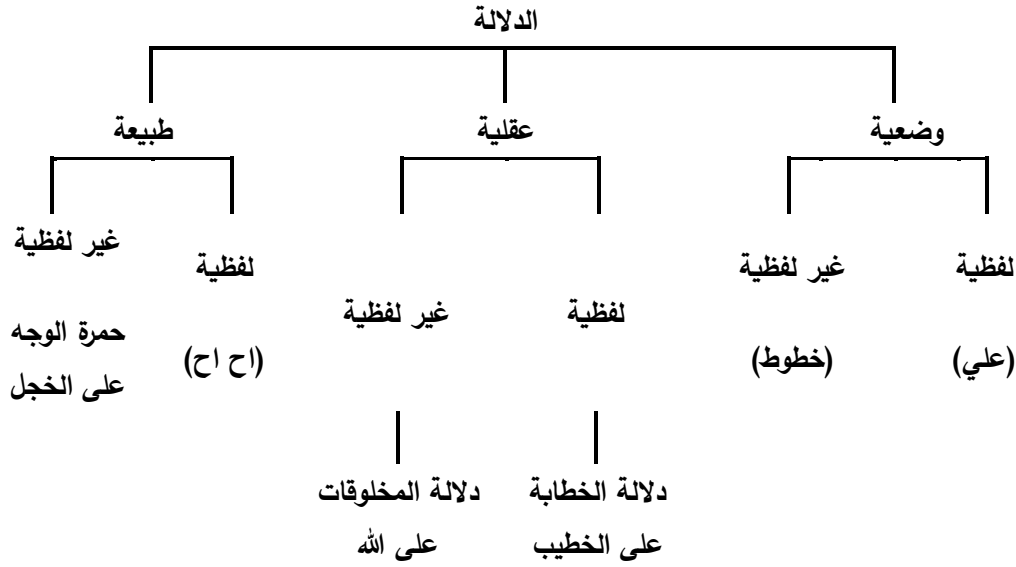 الدلالة
وضعية
عقلية
طبيعة
لفظية
(علي)
غير لفظية
(خطوط)
لفظية
دلالة الخطابة
على الخطيب
غير لفظية
دلالة المخلوقات
على الله
لفظية
(اح اح)
غير لفظية
حمرة الوجه
على الخجل